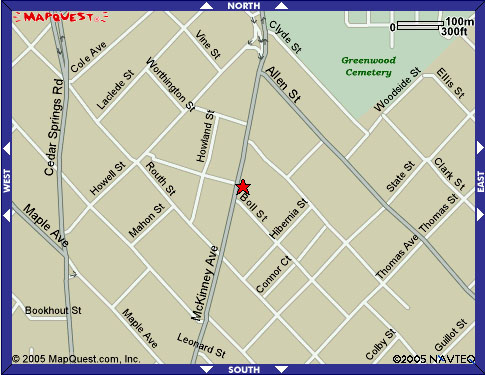 NORTH
MAPQUEST
100m
0
300ft
Clyde St
Vine St
Cole Ave
Greenwood
Cemetery
Allen St
Worthington St
Laclede St
Woodside St
Ellis St
Cedar Springs Rd
Howland St
WEST
EAST
Howell St
Routh St
State St
Clark St
Boll St
Hibernia St
Thomas St
Maple Ave
Mahon St
McKinney Ave
Thomas Ave
Connor Ct
Bookhout St
Maple Ave
Leonard St
Colby St
Guillot St
© 2005 MapQuest.com, Inc.
©2005 NAVTEQ
SOUTH